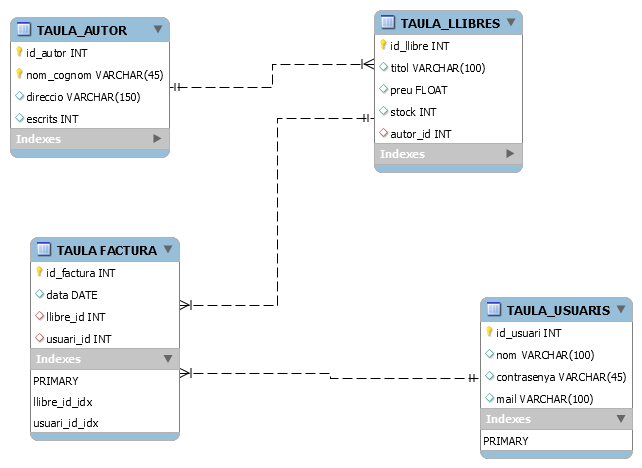 TAULA_AUTOR
id_autor INT
nom_cognom VARCHAR(45)
direccio VARCHAR(150)
escrits INT
Indexes
TAULA_LLIBRES
id_llibre INT
titol VARCHAR(100)
preu FLOAT
stock INT
autor_id INT
Indexes
TAULA FACTURA
id_factura INT
data DATE
llibre_id INT
usuari_id INT
Indexes
PRIMARY
llibre_id_idx
usuari_id_idx
TAULA_USUARIS
id_usuari INT
nom VARCHAR(100)
contrasenya VARCHAR(45)
mail VARCHAR(100)
Indexes
PRIMARY